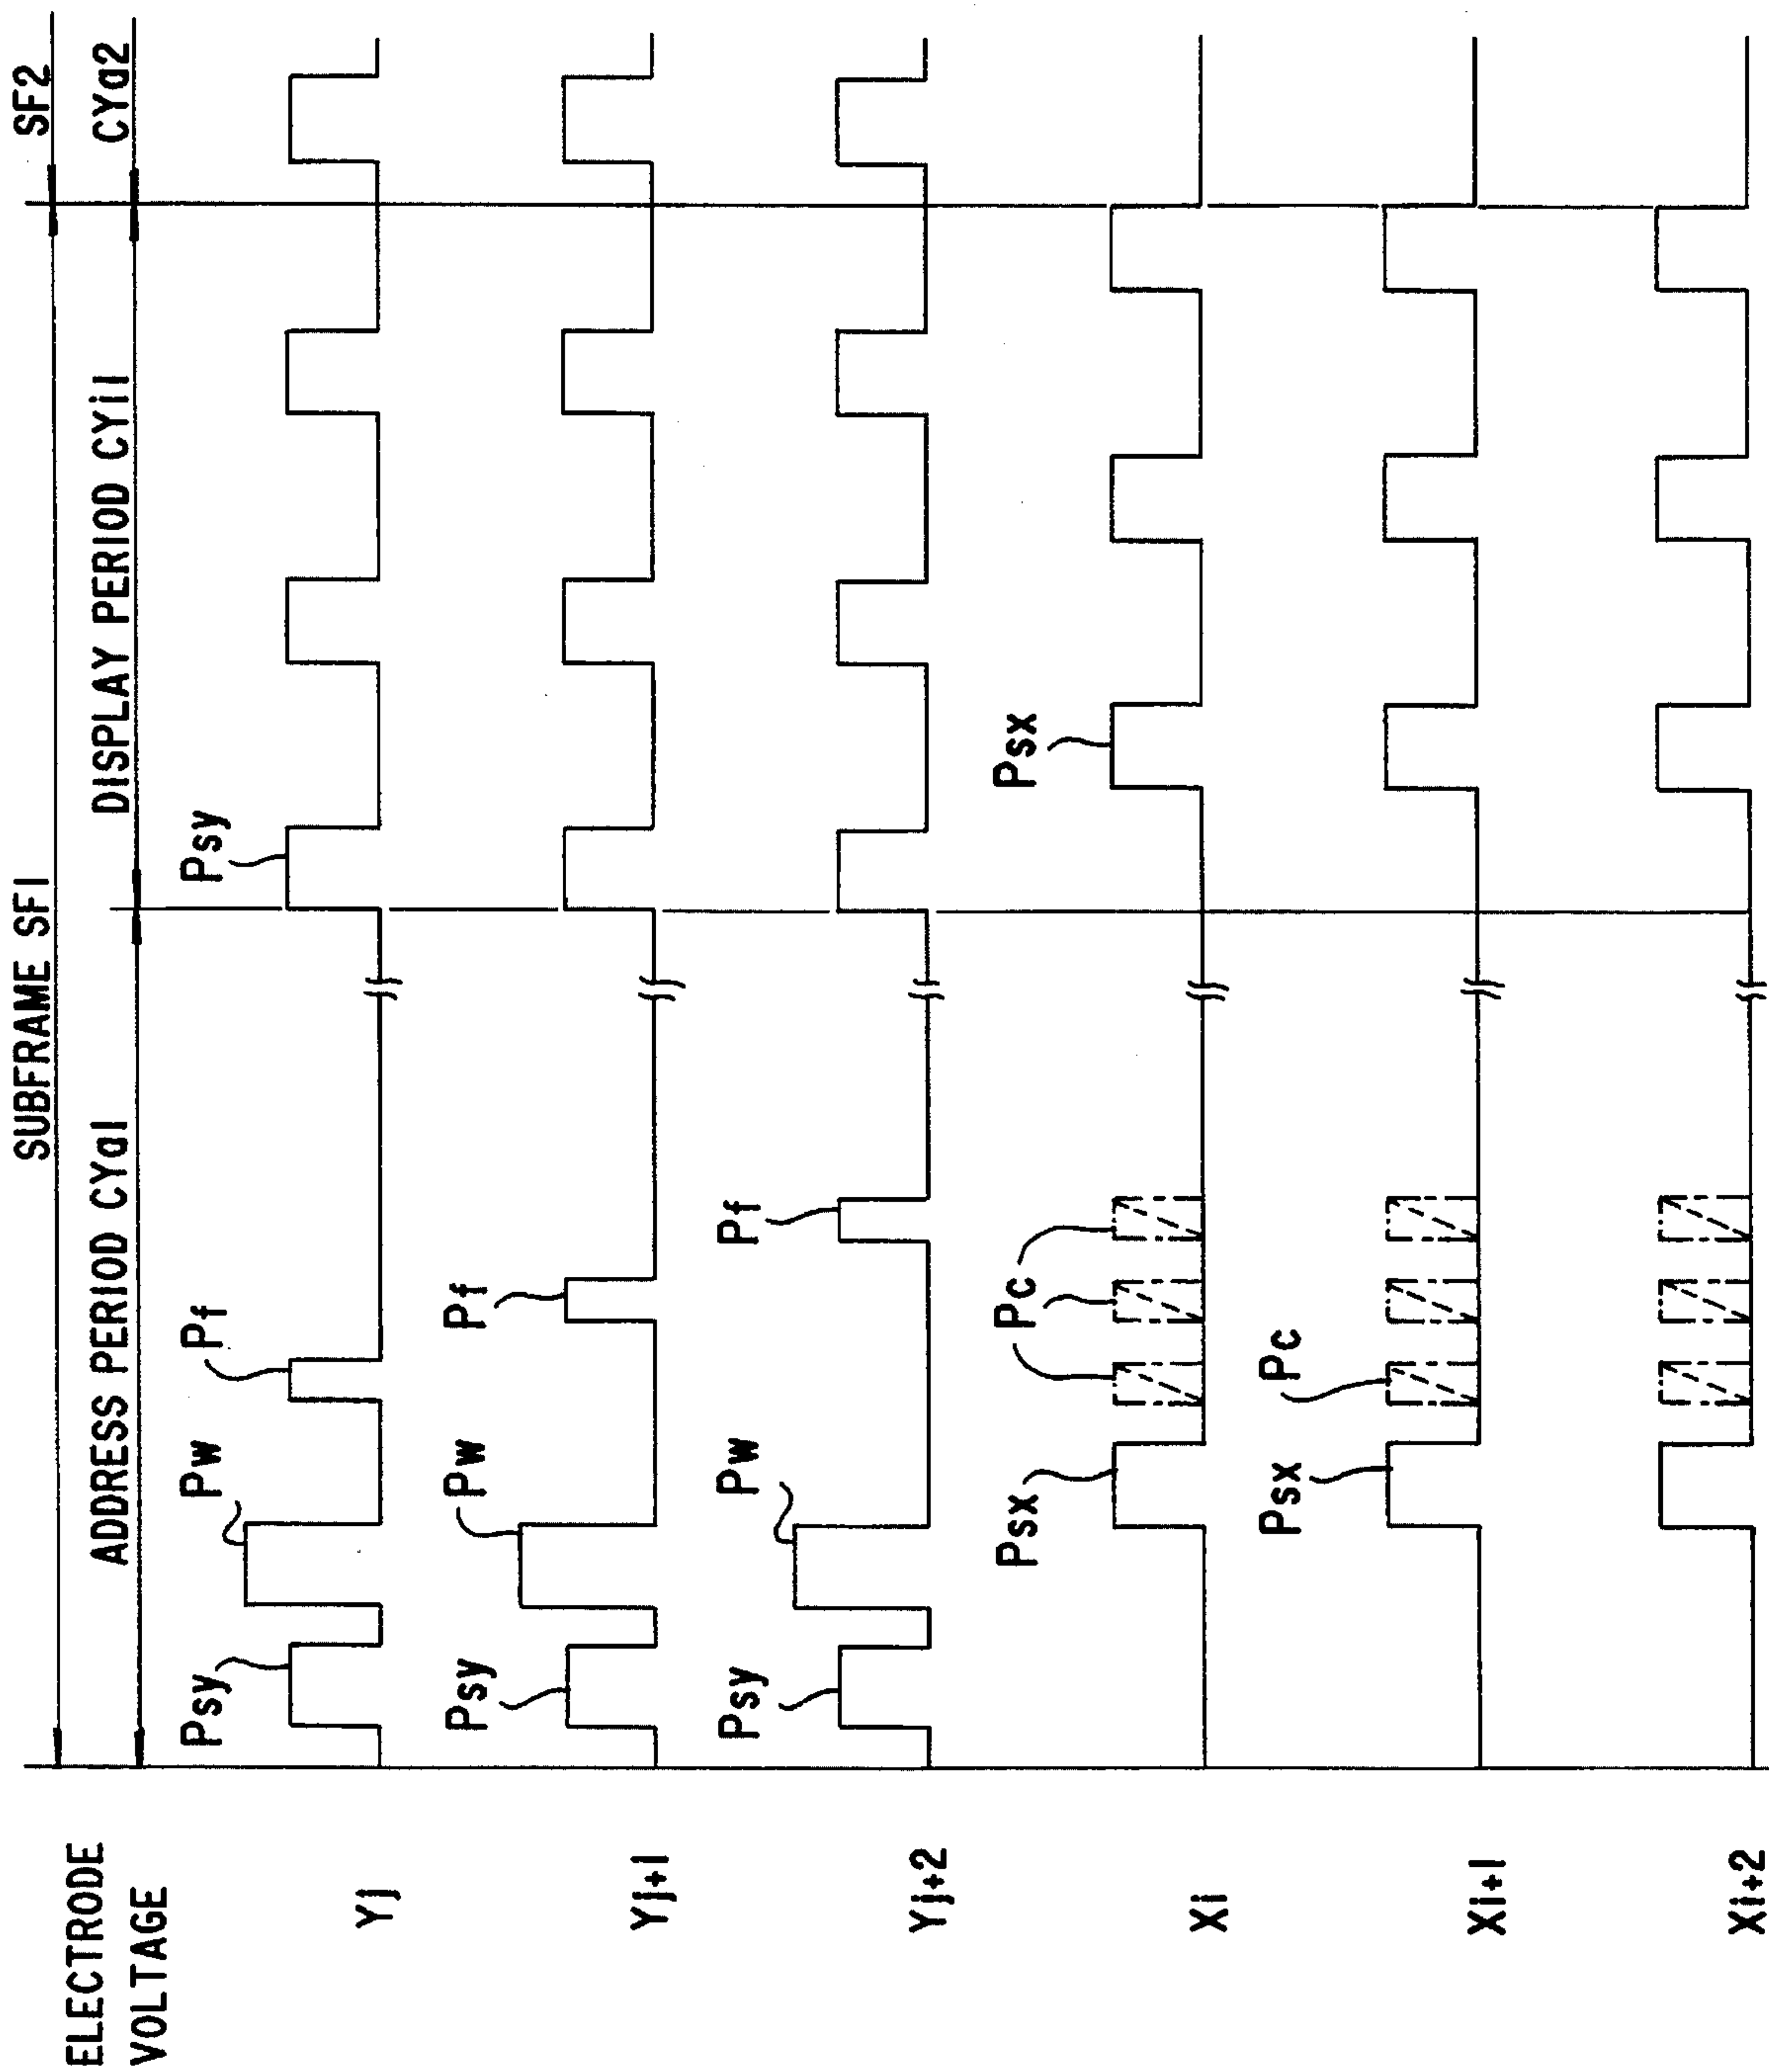 SUBFRAME SF1 SF2
ADDRESS PERIOD CYa1 DISPLAY PERIOD CYi1 CYa2
ELECTRODE
VOLTAGE
Psy Pw Pf Psy
Yj
Psy Pw Pf
Yj+1
Psy Pw Pf
Yj+2
Psx Pc Psx
Xi
Psx Pc
Xi+1
Xi+2